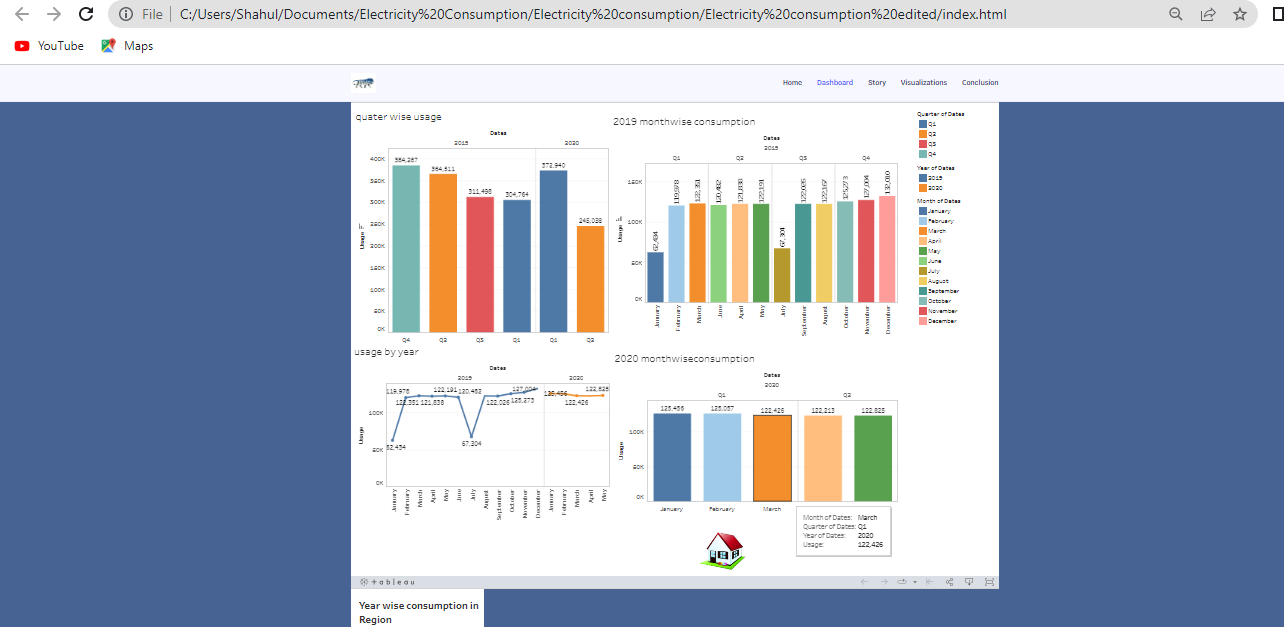 File
C:/Users/Shahul/Documents/Electricity%20Consumption/Electricity%20consumption/Electricity%20consumption%20edited/index.html
YouTube
Maps
Home
Dashboard
Story
Visualizations
Conclusion
quater wise usage
Dates
2019
2020
400K
350K
300K
250K
200K
150K
100K
50K
0K
Usage
384,287
364,511
311,498
304,764
372,940
245,038
Q4
Q2
Q3
Q1
Q1
Q2
2019 monthwise consumption
Dates
2019
Q1
Q2
Q3
Q4
150K
100K
50K
0K
Usage
62,434
119,978
122,351
120,482
121,838
122,191
67,304
122,026
122,167
125,273
127,004
132,010
January
February
March
June
April
May
July
September
August
October
November
December
Quarter of Dates
Q1
Q2
Q3
Q4
Year of Dates
2019
2020
Month of Dates
January
February
March
April
May
June
July
August
September
October
November
December
usage by year
Dates
2019
2020
100K
50K
0K
Usage
119,978
122,191
120,482
127,004
125,456
122,825
122,351
121,838
122,026
125,273
122,426
62,434
67,304
January
February
March
April
May
June
July
August
September
October
November
December
January
February
March
April
May
2020 monthwiseconsumption
Dates
2020
Q1
Q2
100K
50K
0K
Usage
125,456
125,057
122,426
122,213
122,825
January
February
March
Month of Dates: March
Quarter of Dates: Q1
Year of Dates: 2020
Usage: 122,426
+ a b l e a u
Year wise consumption in
Region